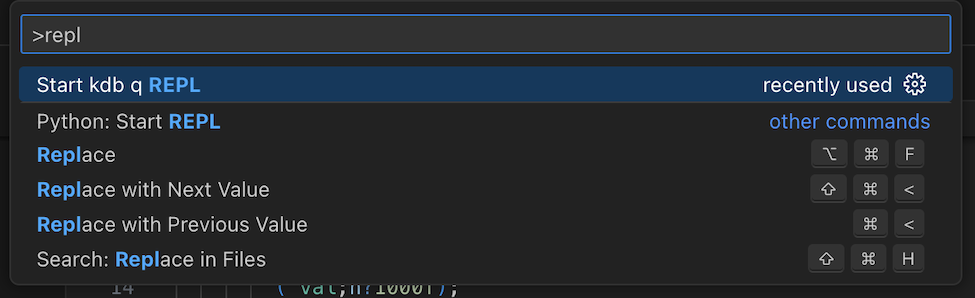 >repl
Start kdb q REPL recently used
Python: Start REPL other commands
Replace ⌥ ⌘ F
Replace with Next Value ⇧ ⌘ <
Replace with Previous Value ⌘ <
Search: Replace in Files ⇧ ⌘ H
14 (`val;n?1000f);